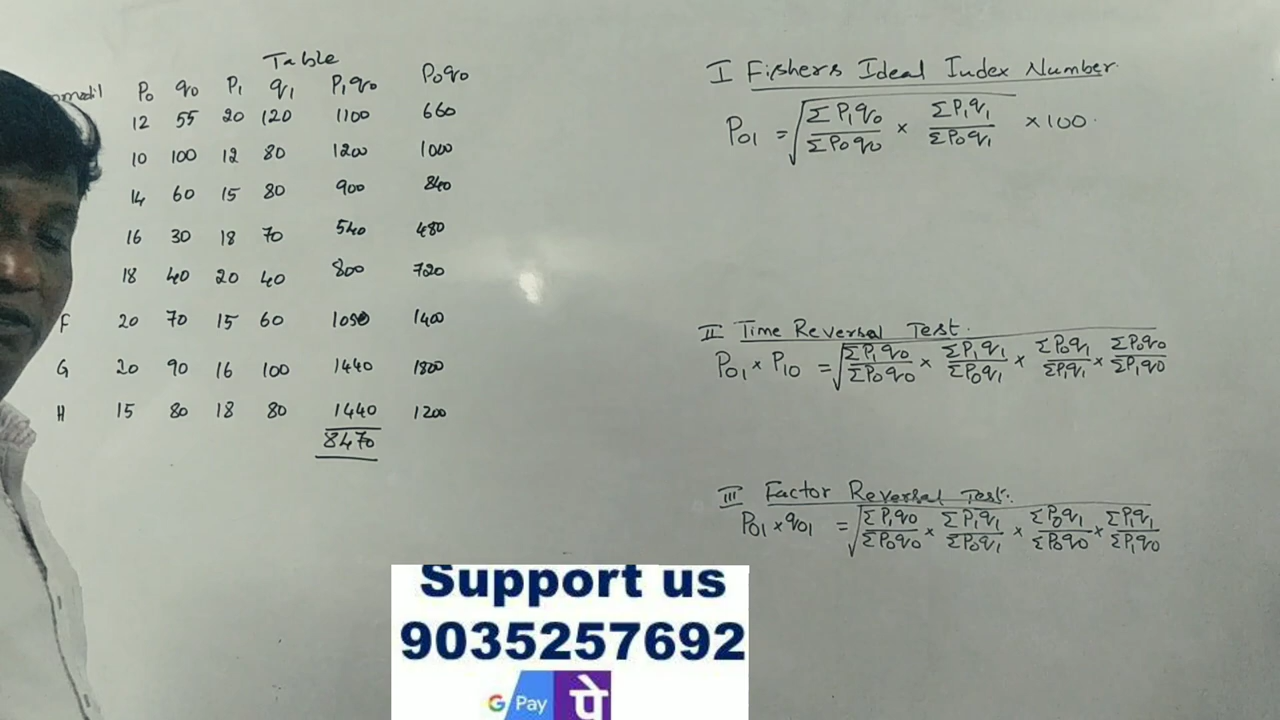 Table
P₀ q₀ P₁ q₁ P₁q₀ P₀q₀
12 55 20 120 1100 660
10 100 12 80 1200 1000
14 60 15 80 900 840
16 30 18 70 540 480
18 40 20 40 800 720
F 20 70 15 60 1050 1400
G 20 90 16 100 1440 1800
H 15 80 18 80 1440 1200
8470
I Fishers Ideal Index Number.
P₀₁ = √(ΣP₁q₀/ΣP₀q₀ × ΣP₁q₁/ΣP₀q₁) ×100.
II Time Reversal Test.
P₀₁ × P₁₀ = √(ΣP₁q₀/ΣP₀q₀ × ΣP₁q₁/ΣP₀q₁ × ΣP₀q₁/ΣP₁q₁ × ΣP₀q₀/ΣP₁q₀)
III Factor Reversal Test.
P₀₁ × q₀₁ = √(ΣP₁q₀/ΣP₀q₀ × ΣP₁q₁/ΣP₀q₁ × ΣP₀q₁/ΣP₀q₀ × ΣP₁q₁/ΣP₁q₀)
Support us
9035257692
G Pay पे